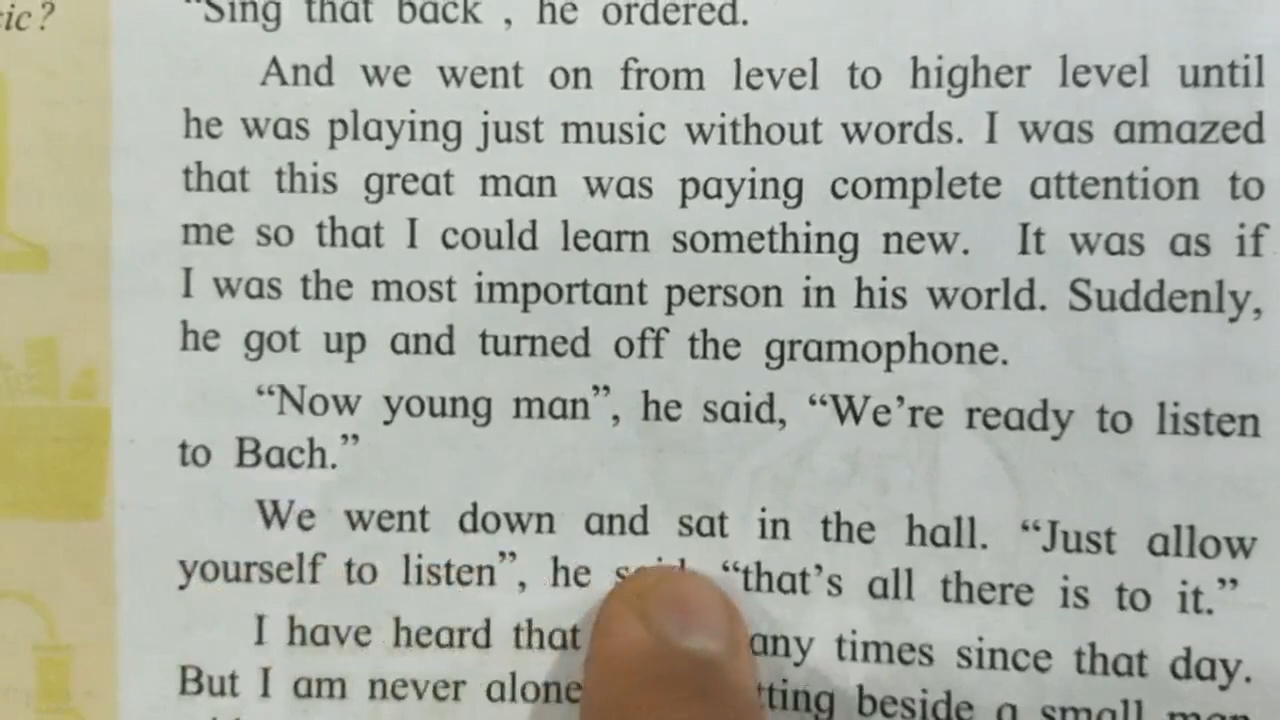 ic?
"Sing that back , he ordered.
And we went on from level to higher level until
he was playing just music without words. I was amazed
that this great man was paying complete attention to
me so that I could learn something new. It was as if
I was the most important person in his world. Suddenly,
he got up and turned off the gramophone.
“Now young man”, he said, “We’re ready to listen
to Bach.”
We went down and sat in the hall. “Just allow
yourself to listen”, he said, “that’s all there is to it.”
I have heard that any times since that day.
But I am never alone tting beside a small man